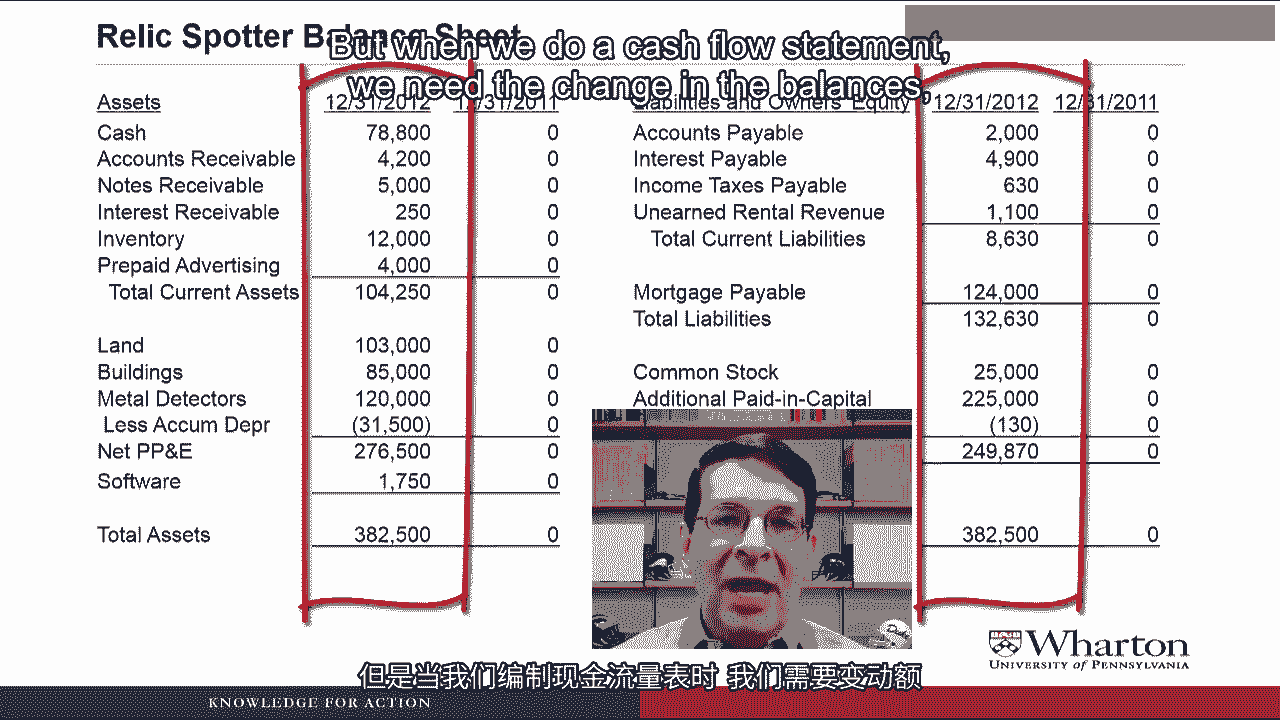 Relic Spotter Balance Sheet
But when we do a cash flow statement,
we need the change in the balances,
Assets 12/31/2012 12/31/2011
Cash 78,800 0
Accounts Receivable 4,200 0
Notes Receivable 5,000 0
Interest Receivable 250 0
Inventory 12,000 0
Prepaid Advertising 4,000 0
Total Current Assets 104,250 0
Land 103,000 0
Buildings 85,000 0
Metal Detectors 120,000 0
Less Accum Depr (31,500) 0
Net PP&E 276,500 0
Software 1,750 0
Total Assets 382,500 0
Liabilities and Owners' Equity 12/31/2012 12/31/2011
Accounts Payable 2,000 0
Interest Payable 4,900 0
Income Taxes Payable 630 0
Unearned Rental Revenue 1,100 0
Total Current Liabilities 8,630 0
Mortgage Payable 124,000 0
Total Liabilities 132,630 0
Common Stock 25,000 0
Additional Paid-in-Capital 225,000 0
(130) 0
249,870 0
382,500 0
Wharton
UNIVERSITY of PENNSYLVANIA
但是当我们编制现金流量表时 我们需要变动额
KNOWLEDGE FOR ACTION